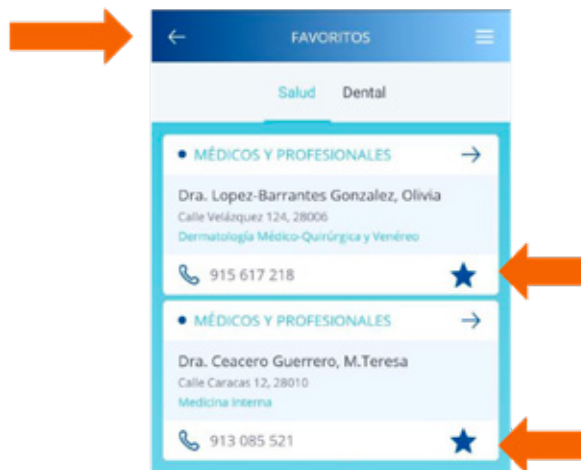 FAVORITOS
Salud Dental
MÉDICOS Y PROFESIONALES
Dra. Lopez-Barrantes Gonzalez, Olivia
Calle Velázquez 124, 28006
Dermatología Médico-Quirúrgica y Venéreo
915 617 218
MÉDICOS Y PROFESIONALES
Dra. Ceacero Guerrero, M.Teresa
Calle Caracas 12, 28010
Medicina Interna
913 085 521